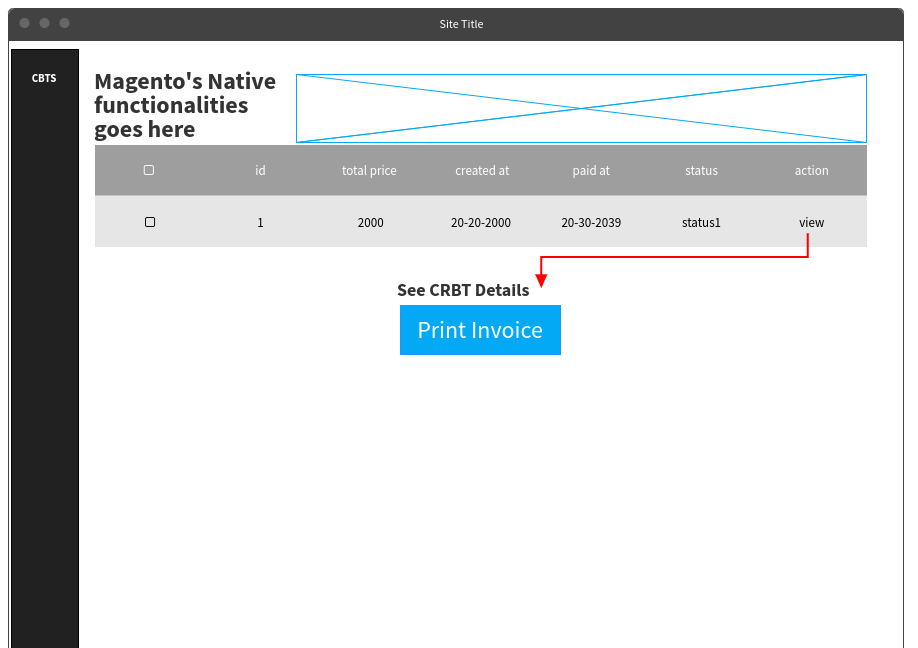 Site Title
CBTS
Magento's Native
functionalities
goes here
id total price created at paid at status action
1 2000 20-20-2000 20-30-2039 status1 view
See CRBT Details
Print Invoice